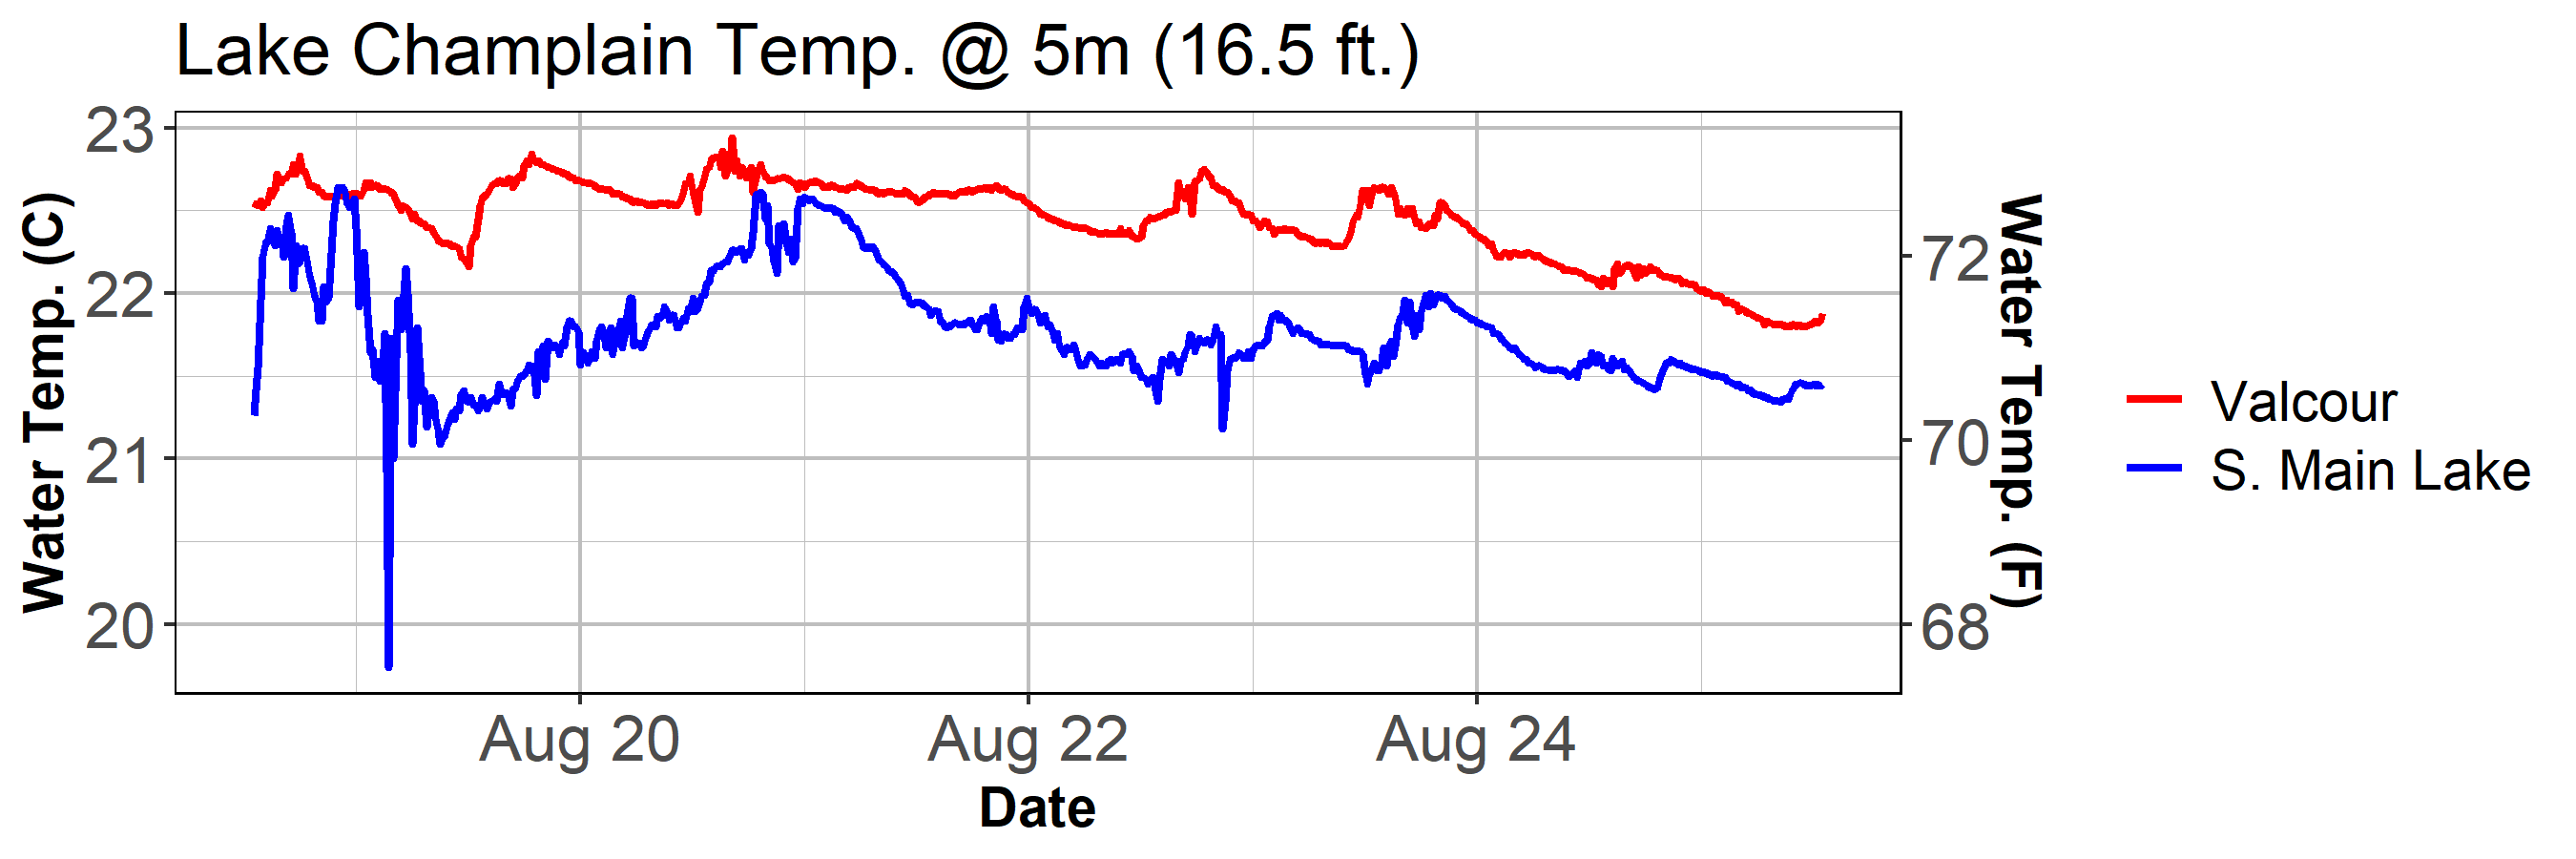 Lake Champlain Temp. @ 5m (16.5 ft.)
Water Temp. (C)
23
22
21
20
72
70
68
Water Temp. (F)
Aug 20
Aug 22
Aug 24
Date
Valcour
S. Main Lake